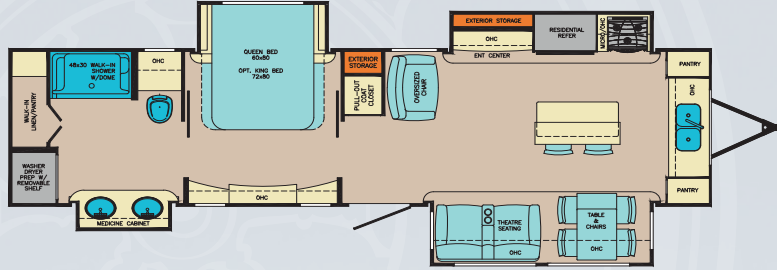 48x30 WALK-IN
SHOWER
W/DOME
OHC
WALK-IN
LINEN/PANTRY
WASHER
DRYER
PREP W/
REMOVABLE
SHELF
MEDICINE CABINET
QUEEN BED
60x80
OPT. KING BED
72x80
OHC
EXTERIOR
STORAGE
PULL-OUT
COAT
CLOSET
OVERSIZED
CHAIR
EXTERIOR STORAGE
OHC
ENT CENTER
RESIDENTIAL
REFER
MICRO/OHC
PANTRY
OHC
PANTRY
THEATRE
SEATING
OHC
TABLE
&
CHAIRS
OHC